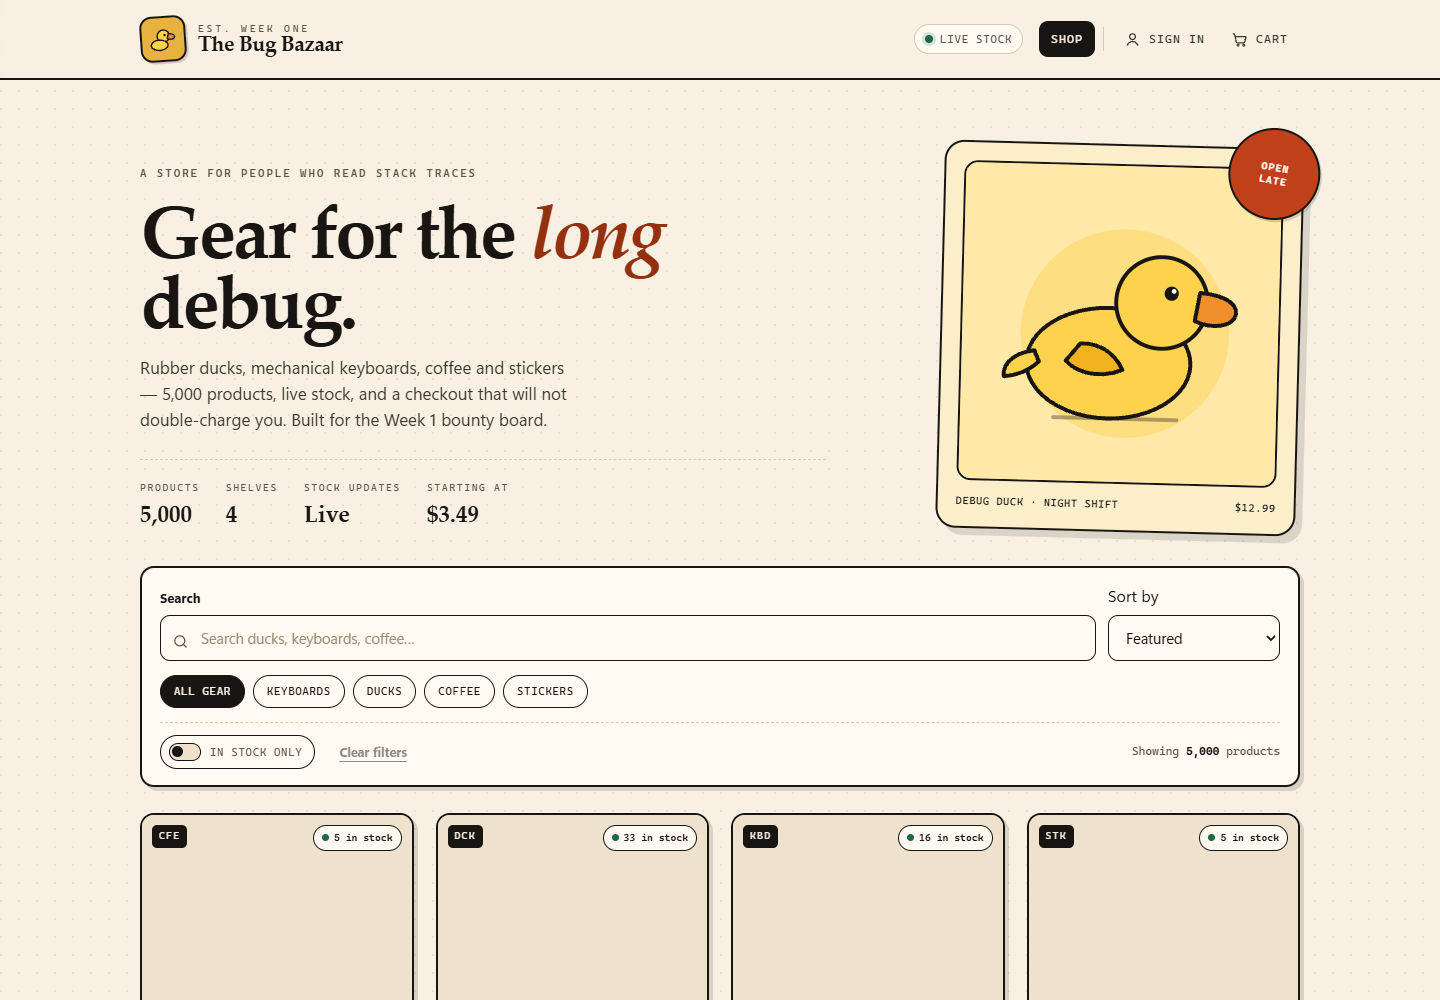 EST. WEEK ONE
The Bug Bazaar
LIVE STOCK
SHOP
SIGN IN
CART
A STORE FOR PEOPLE WHO READ STACK TRACES
Gear for the long
debug.
Rubber ducks, mechanical keyboards, coffee and stickers
— 5,000 products, live stock, and a checkout that will not
double-charge you. Built for the Week 1 bounty board.
PRODUCTS
5,000
SHELVES
4
STOCK UPDATES
Live
STARTING AT
$3.49
OPEN
LATE
DEBUG DUCK · NIGHT SHIFT
$12.99
Search
Search ducks, keyboards, coffee...
Sort by
Featured
ALL GEAR
KEYBOARDS
DUCKS
COFFEE
STICKERS
IN STOCK ONLY
Clear filters
Showing 5,000 products
CFE
5 in stock
DCK
33 in stock
KBD
16 in stock
STK
5 in stock